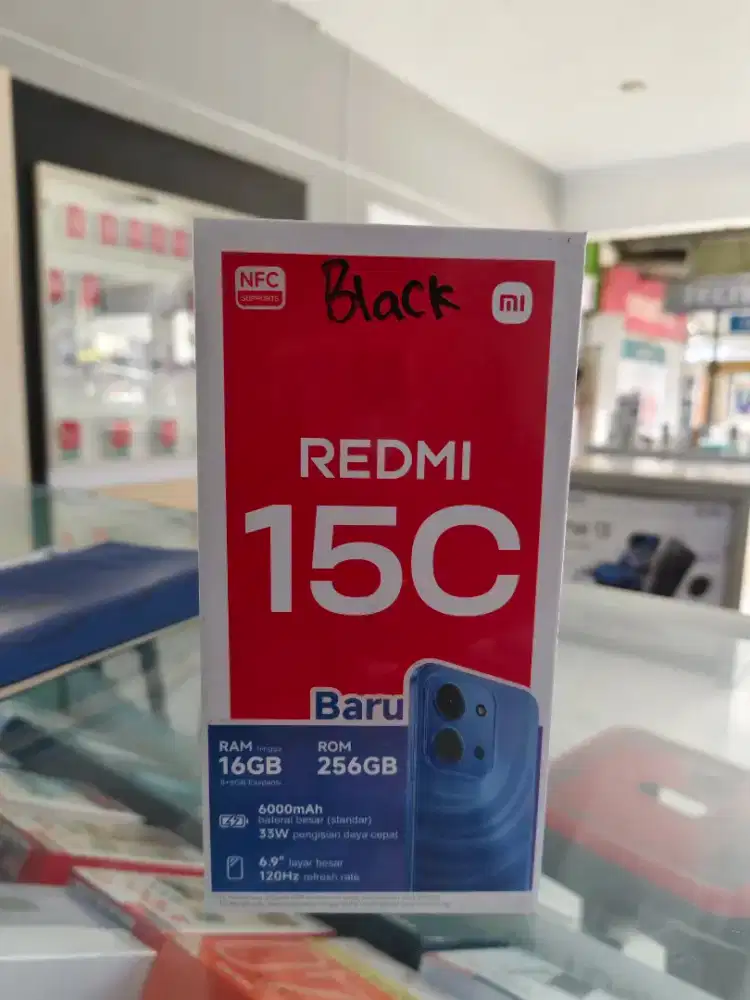 NFC
SUPPORTS
Black
mi
REDMI
15C
Baru
RAM hingga
16GB
ROM
256GB
6000mAh
baterai besar (standar)
33W pengisian daya cepat
6.9" layar besar
120Hz refresh rate